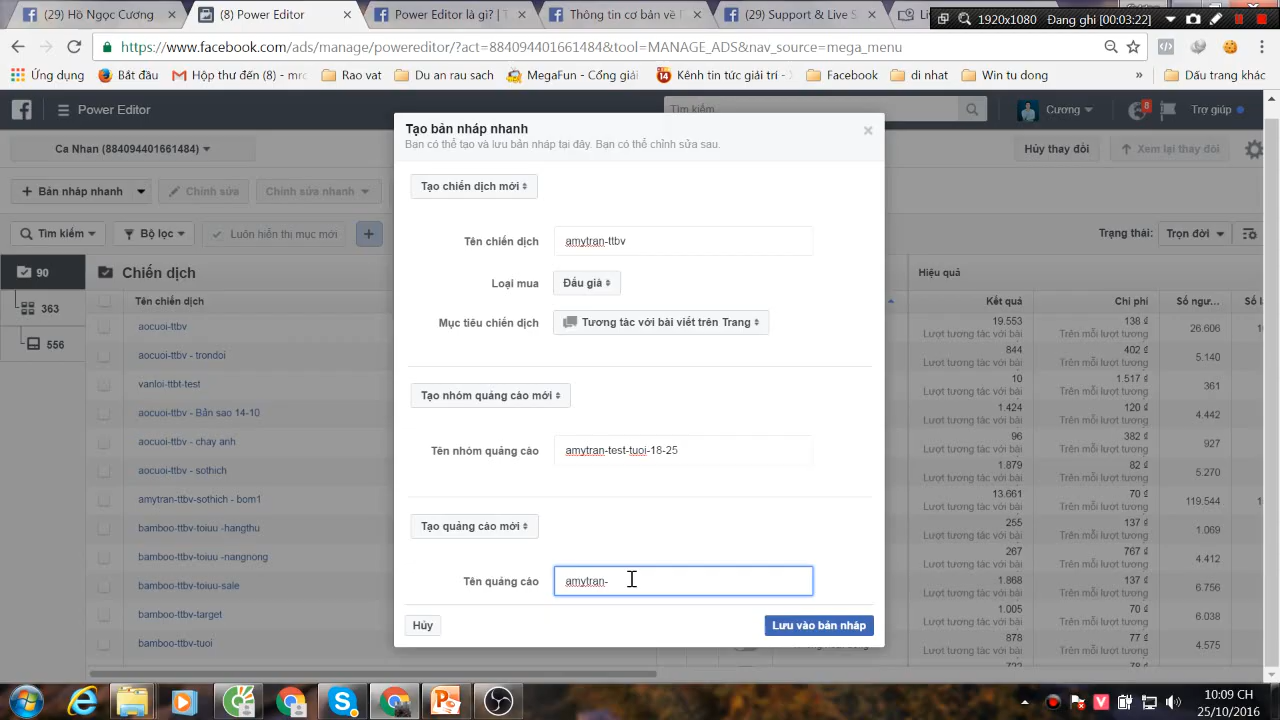 (29) Hồ Ngọc Cương
(8) Power Editor
Power Editor là gì?
Thông tin cơ bản về
(29) Support & Live S
1920x1080
Đang ghi [00:03:22]
https://www.facebook.com/ads/manage/powereditor/?act=884094401661484&tool=MANAGE_ADS&nav_source=mega_menu
Ứng dụng
Bắt đầu
Hộp thư đến (8) - mrc
Rao vat
Du an rau sach
MegaFun - Cổng giải
Kênh thông tin giải trí -
Facebook
di nhat
Win tu dong
»
Dấu trang khác
Power Editor
Tìm kiếm
Cương
8
Trợ giúp
Ca Nhan (884094401661484)
Hủy thay đổi
Xem lại thay đổi
+ Bản nháp nhanh
Chỉnh sửa
Chỉnh sửa nhanh
Tìm kiếm
Bộ lọc
Luôn hiển thị mục mới
+
Trạng thái:
Trọn đời
90
363
556
Chiến dịch
Tên chiến dịch
aocuoi-ttbv
aocuoi-ttbv - trondoi
vanloi-ttbt-test
aocuoi-ttbv - Bản sao 14-10
aocuoi-ttbv - chay anh
aocuoi-ttbv - sothich
amytran-ttbv-sothich - bom1
bamboo-ttbv-toiuu -hangthu
bamboo-ttbv-toiuu -nangnong
bamboo-ttbv-toiuu-sale
bamboo-ttbv-target
bamboo-ttbv-tuoi
Tạo bản nháp nhanh
Bạn có thể tạo và lưu bản nháp tại đây. Bạn có thể chỉnh sửa sau.
×
Tạo chiến dịch mới
Tên chiến dịch
amytran-ttbv
Loại mua
Đấu giá
Mục tiêu chiến dịch
Tương tác với bài viết trên Trang
Tạo nhóm quảng cáo mới
Tên nhóm quảng cáo
amytran-test-tuoi-18-25
Tạo quảng cáo mới
Tên quảng cáo
amytran-
Hủy
Lưu vào bản nháp
Hiệu quả
Kết quả
Chi phí
Số ngư...
Số l
19.553
138 ₫
26.606
Lượt tương tác với bài
Trên mỗi lượt tương
844
402 ₫
5.140
Lượt tương tác với bài
Trên mỗi lượt tương
10
1.517 ₫
361
Lượt tương tác với bài
Trên mỗi lượt tương
1.424
120 ₫
4.442
Lượt tương tác với bài
Trên mỗi lượt tương
96
382 ₫
927
Lượt tương tác với bài
Trên mỗi lượt tương
1.879
82 ₫
5.270
Lượt tương tác với bài
Trên mỗi lượt tương
13.661
70 ₫
119.544
Lượt tương tác với bài
Trên mỗi lượt tương
255
137 ₫
1.069
Lượt tương tác với bài
Trên mỗi lượt tương
267
767 ₫
4.412
Lượt tương tác với bài
Trên mỗi lượt tương
1.868
137 ₫
6.756
Lượt tương tác với bài
Trên mỗi lượt tương
1.005
70 ₫
6.038
Lượt tương tác với bài
Trên mỗi lượt tương
878
77 ₫
4.575
Lượt tương tác với bài
Trên mỗi lượt tương
10:09 CH
25/10/2016